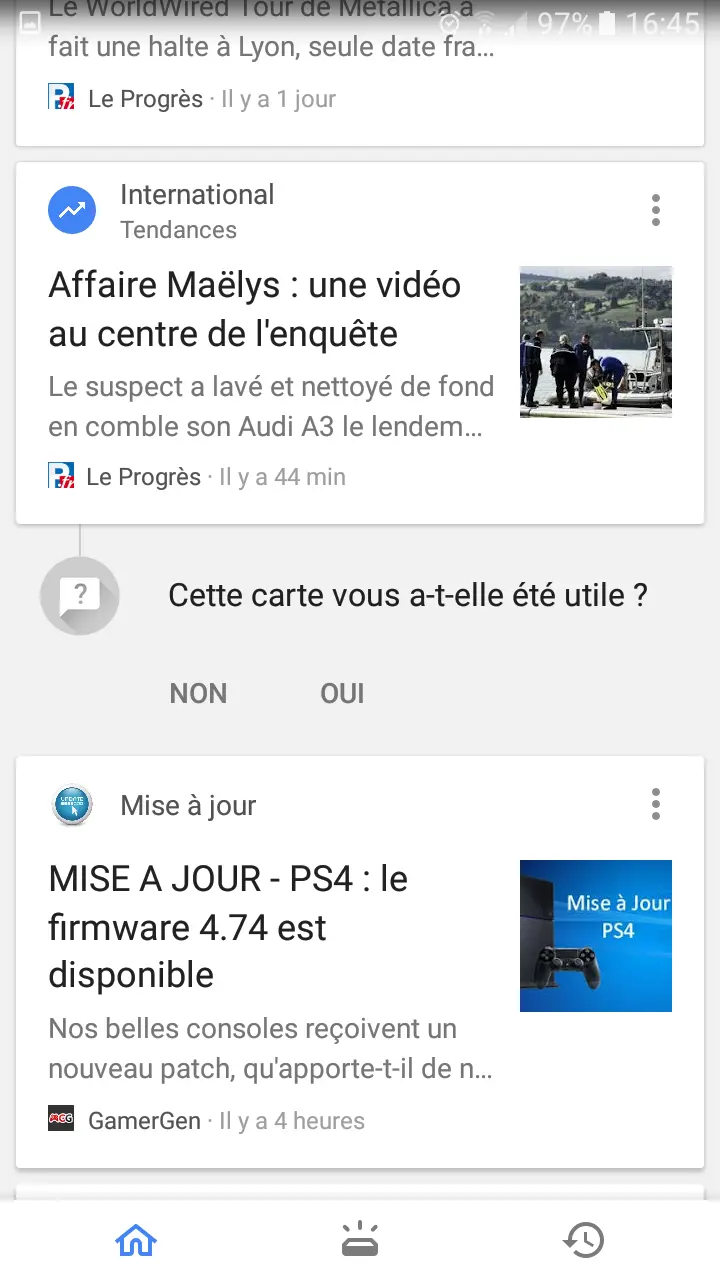 Le WorldWired Tour de Metallica a
97% 16:45
fait une halte à Lyon, seule date fra...
Le Progrès · Il y a 1 jour
International
Tendances
Affaire Maëlys : une vidéo
au centre de l'enquête
Le suspect a lavé et nettoyé de fond
en comble son Audi A3 le lendem...
Le Progrès · Il y a 44 min
?
Cette carte vous a-t-elle été utile ?
NON OUI
Mise à jour
MISE A JOUR - PS4 : le
firmware 4.74 est
disponible
Mise à Jour
PS4
Nos belles consoles reçoivent un
nouveau patch, qu'apporte-t-il de n...
GamerGen · Il y a 4 heures